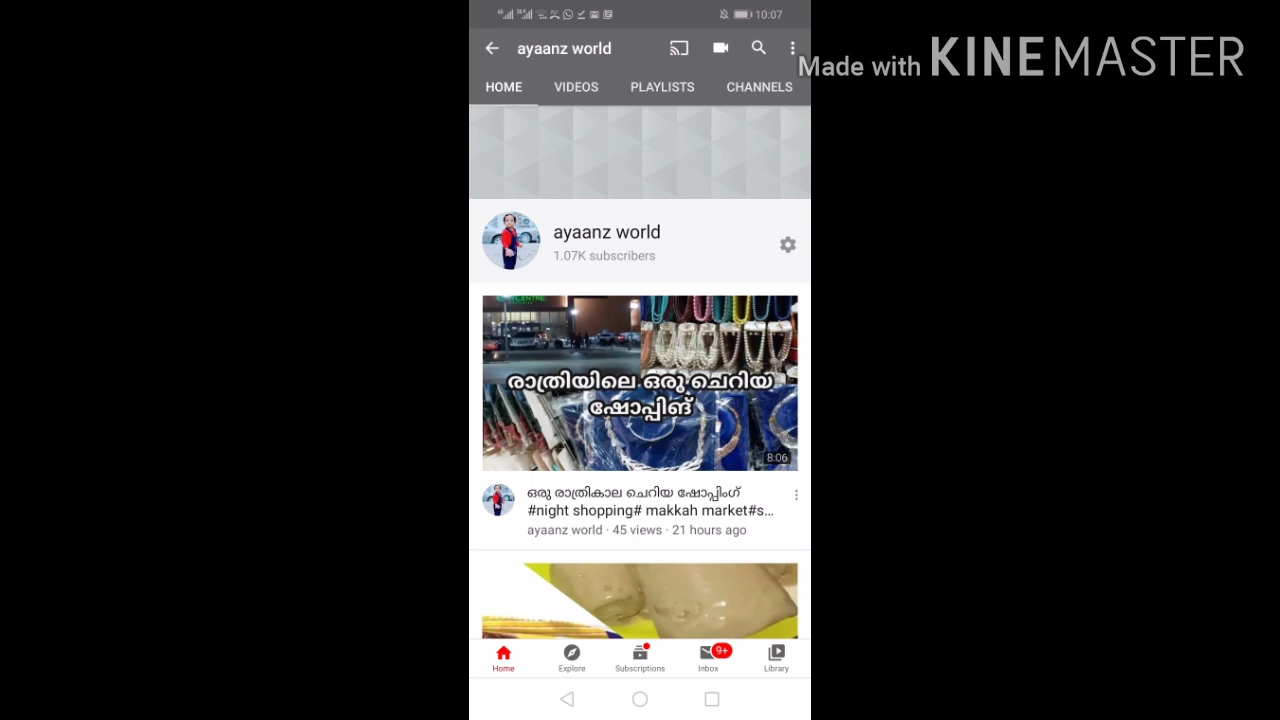 10:07
ayaanz world
Made with KINEMASTER
HOME VIDEOS PLAYLISTS CHANNELS
ayaanz world
1.07K subscribers
രാത്രിയിലെ ഒരു ചെറിയ
ഷോപ്പിങ്
8:06
ഒരു രാത്രികാല ചെറിയ ഷോപ്പിംഗ്
#night shopping# makkah market#s...
ayaanz world · 45 views · 21 hours ago
9+
Home Explore Subscriptions Inbox Library